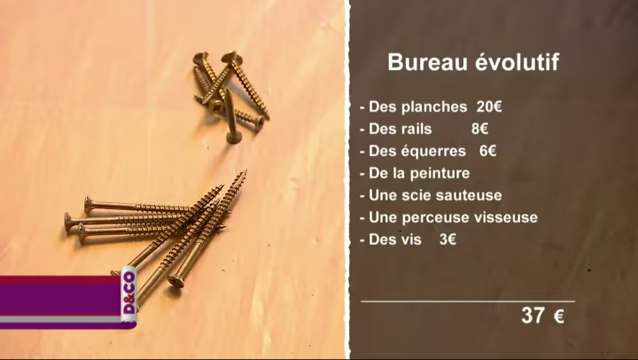 Bureau évolutif
- Des planches 20€
- Des rails 8€
- Des équerres 6€
- De la peinture
- Une scie sauteuse
- Une perceuse visseuse
- Des vis 3€
37 €
D&CO